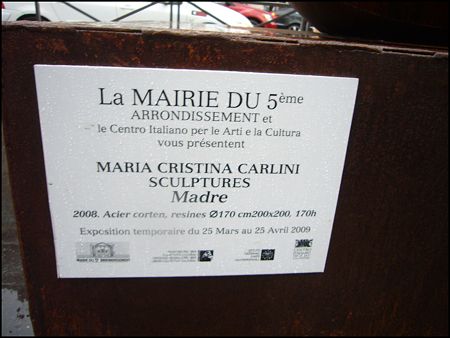 La MAIRIE DU 5ème
ARRONDISSEMENT et
le Centro Italiano per le Arti e la Cultura
vous présentent
MARIA CRISTINA CARLINI
SCULPTURES
Madre
2008. Acier corten, resines Ø170 cm200x200, 170h
Exposition temporaire du 25 Mars au 25 Avril 2009